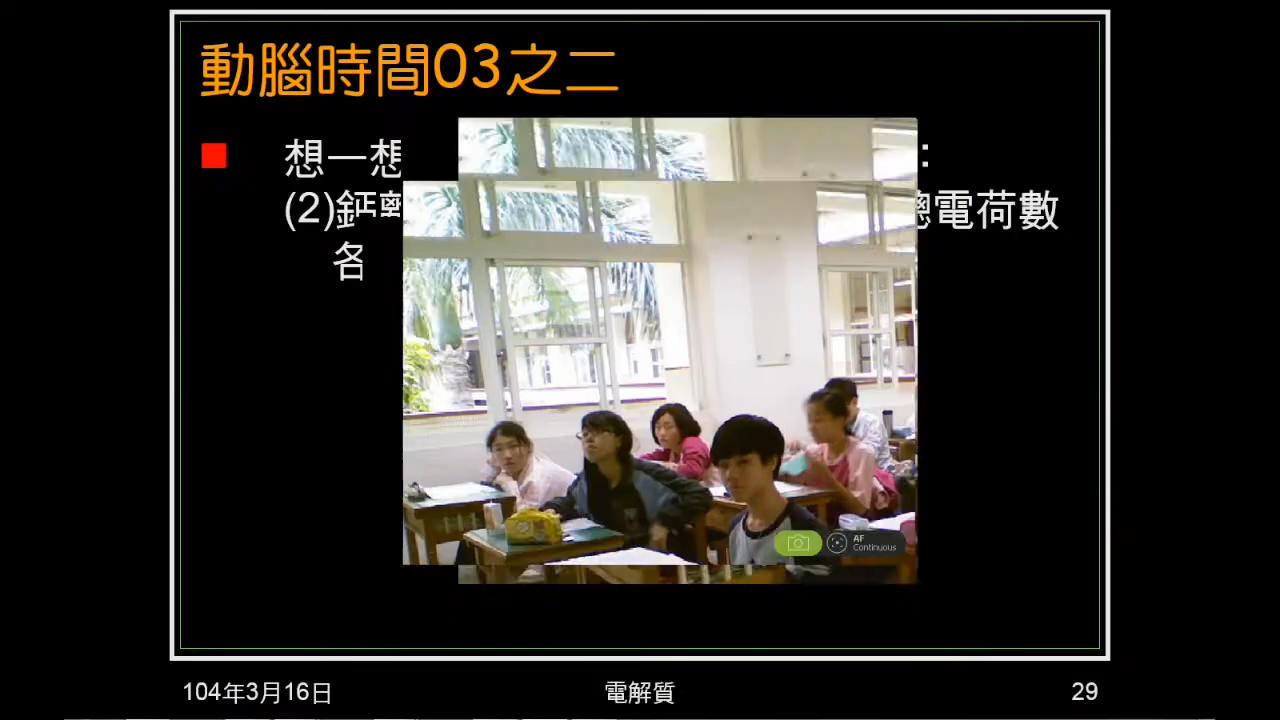 動腦時間03之二
想一想 :
(2)鈣 電荷數
各
AF
Continuous
104年3月16日 電解質 29